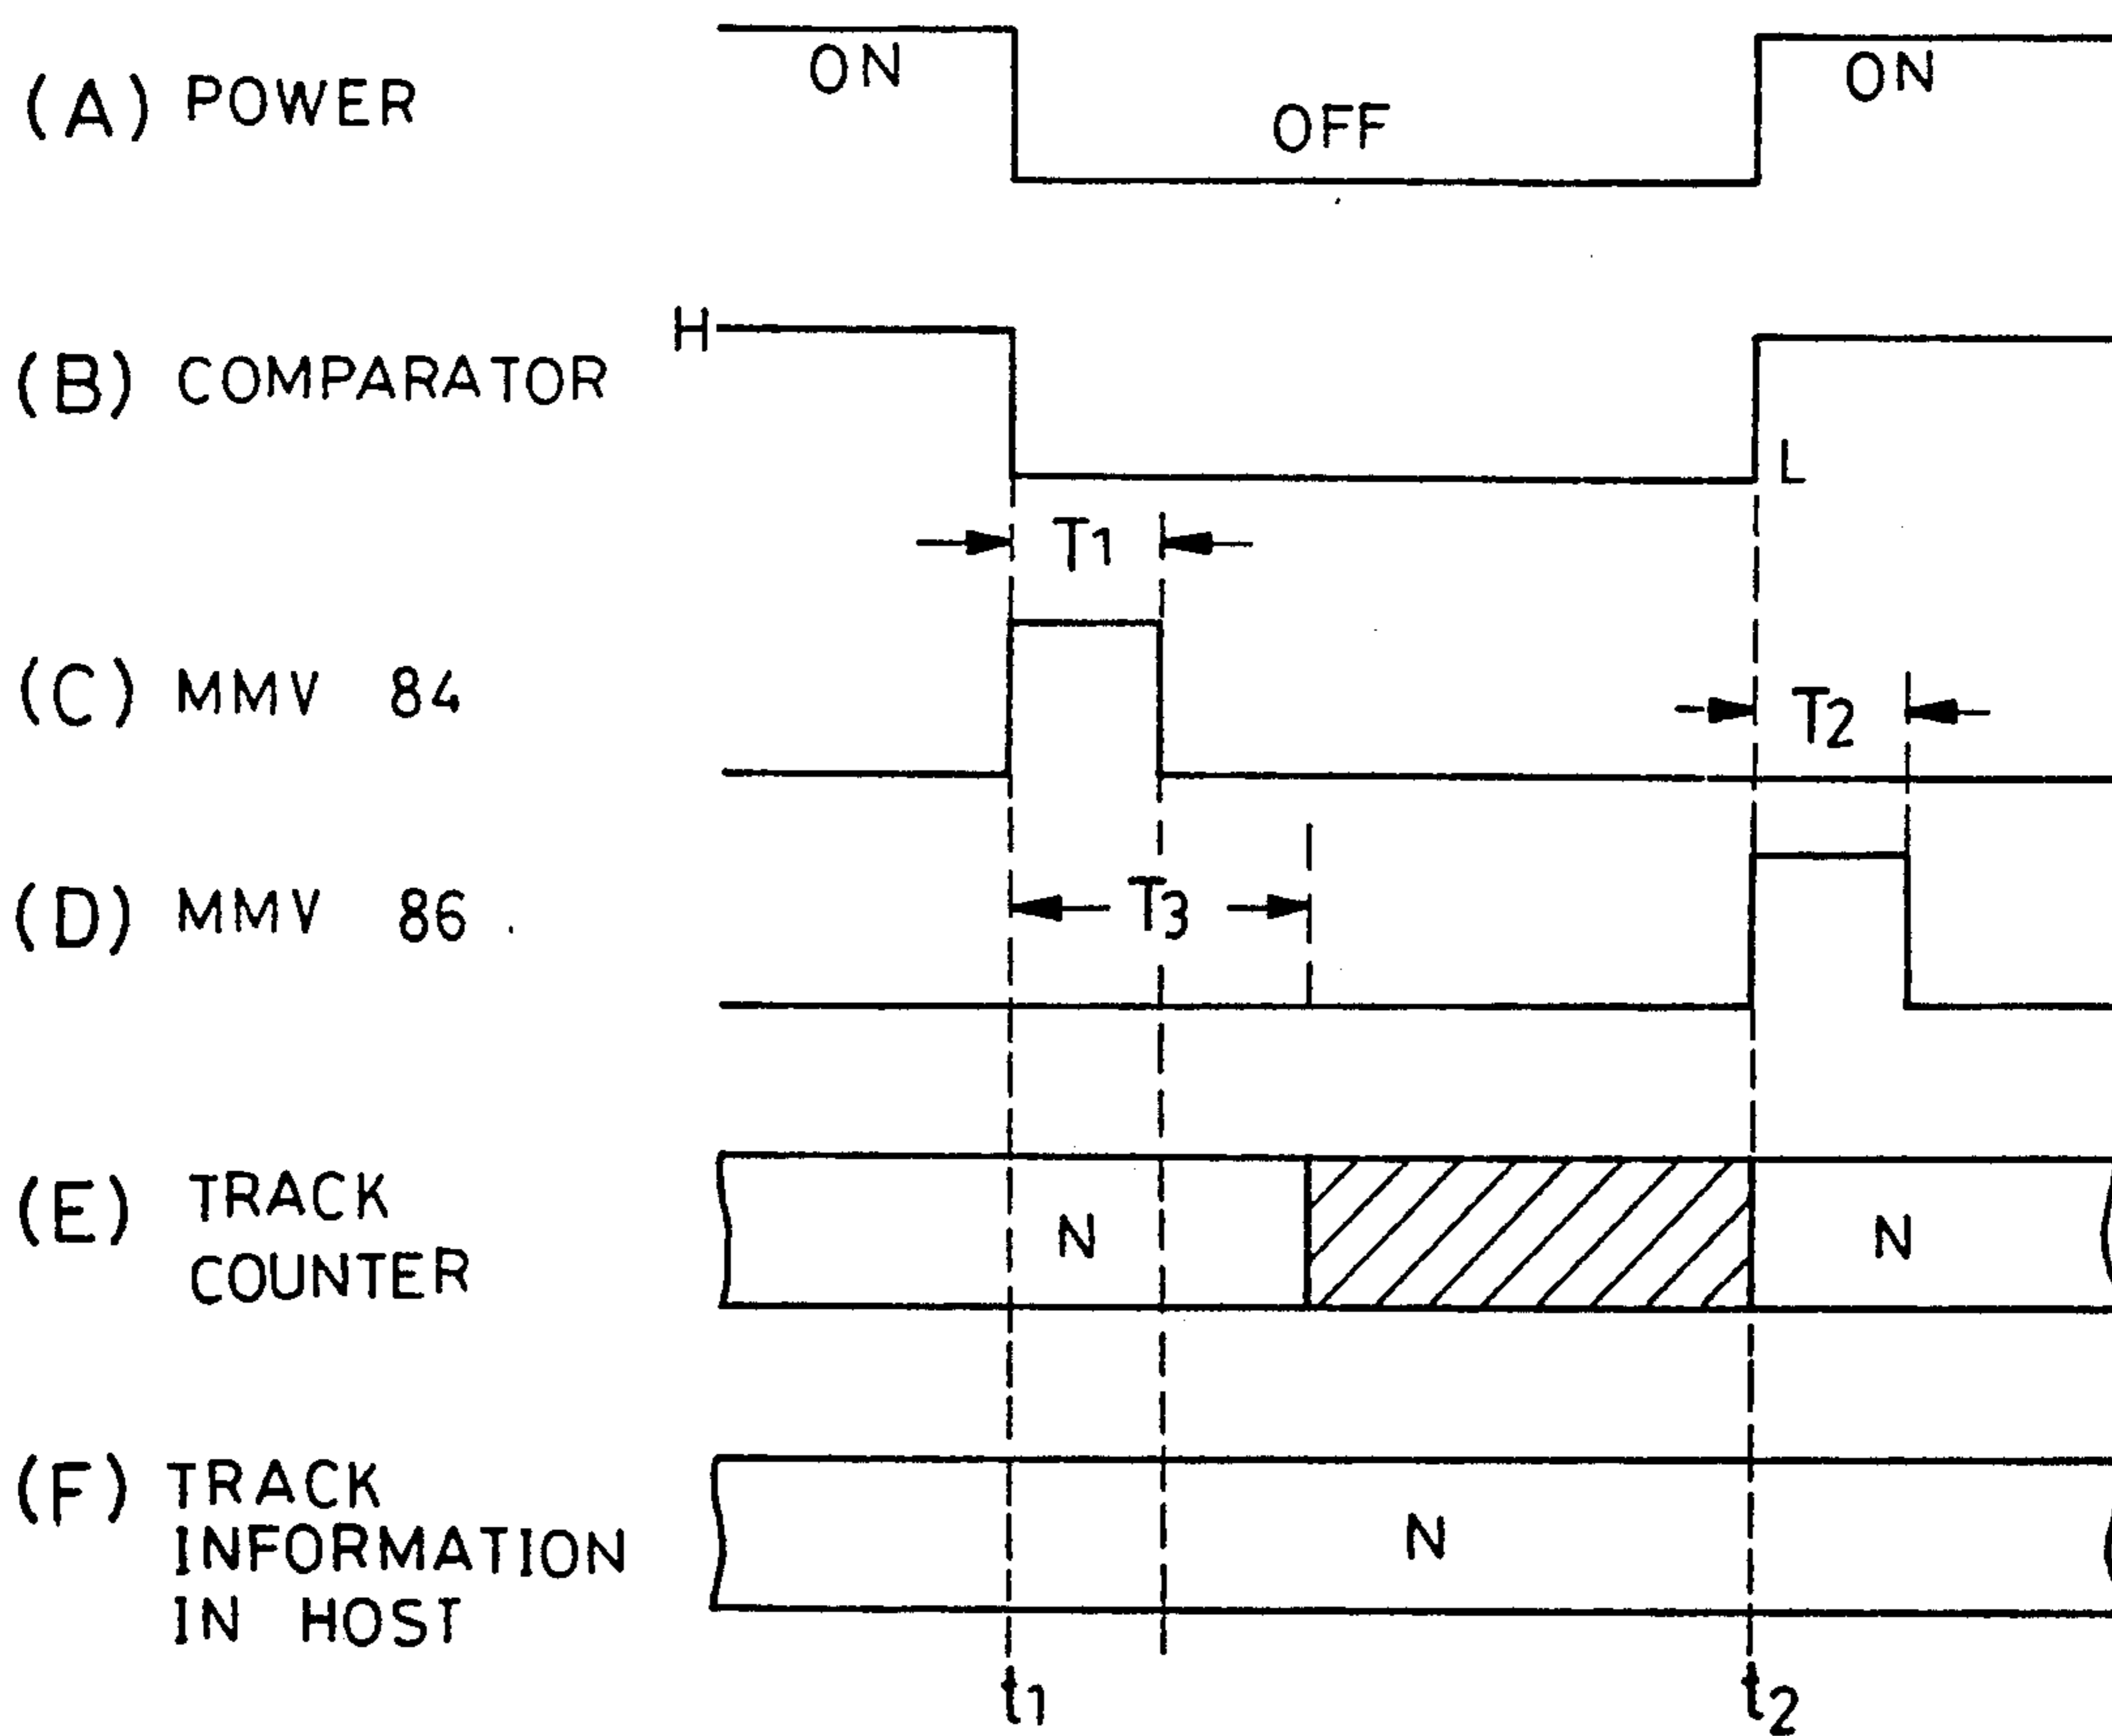 (A) POWER
ON
OFF
ON
(B) COMPARATOR
H
L
T1
(C) MMV 84
T2
(D) MMV 86
T3
(E) TRACK
COUNTER
N
N
(F) TRACK
INFORMATION
IN HOST
N
t1
t2